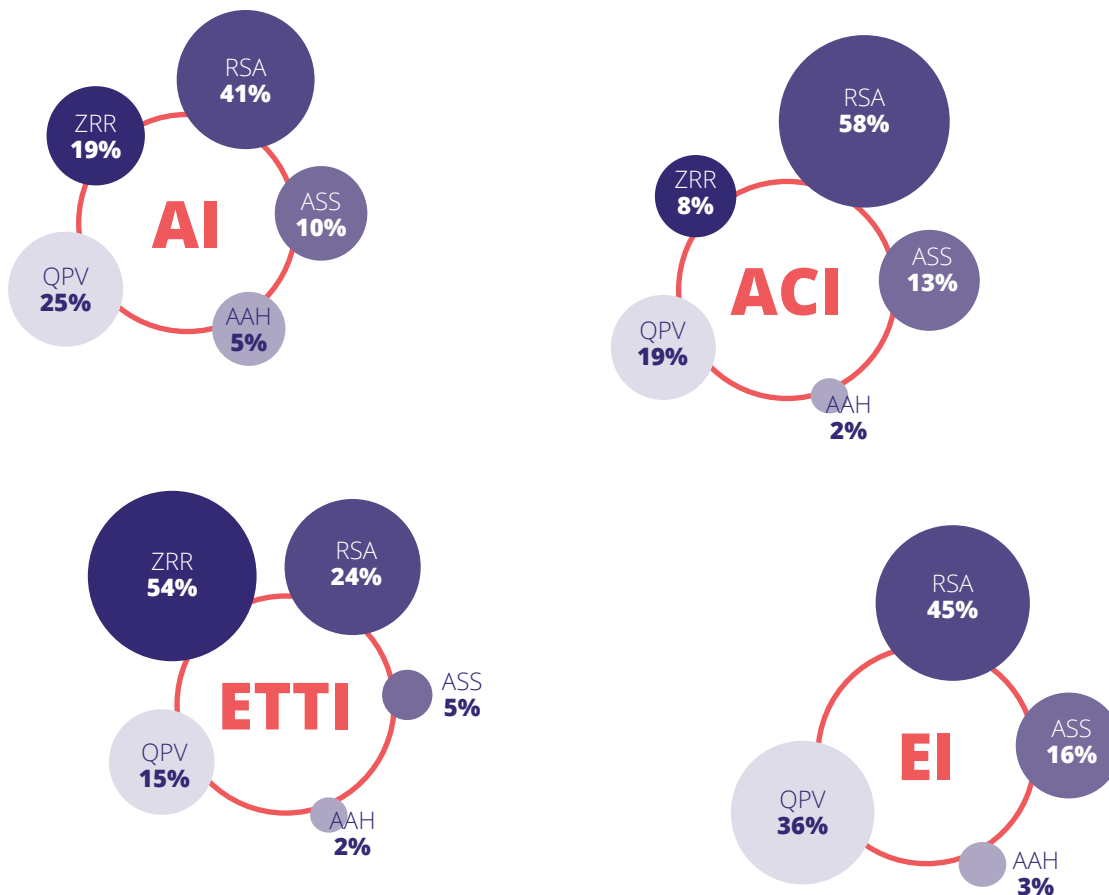 RSA
41%
ZRR
19%
ASS
10%
AI
QPV
25%
AAH
5%
RSA
58%
ZRR
8%
ASS
13%
ACI
QPV
19%
AAH
2%
ZRR
54%
RSA
24%
ASS
5%
ETTI
QPV
15%
AAH
2%
RSA
45%
ASS
16%
EI
QPV
36%
AAH
3%